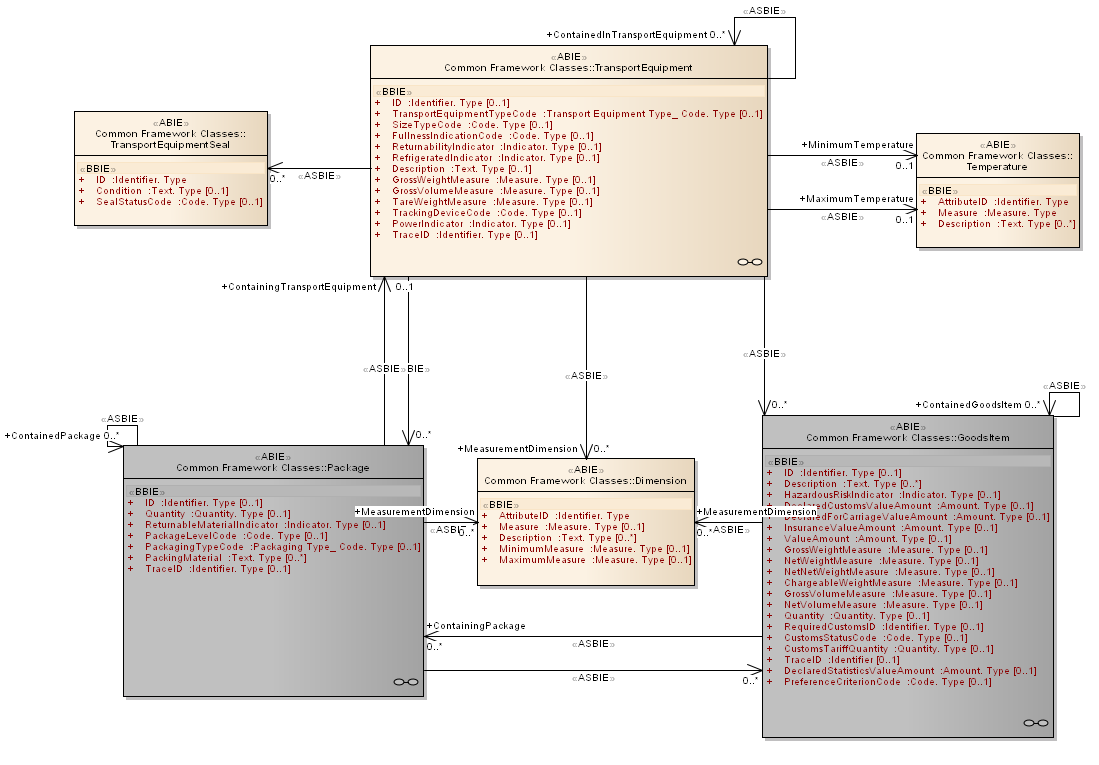 «ASBIE»
+ContainedInTransportEquipment 0..*
«ABIE»
Common Framework Classes::TransportEquipment
«BBIE»
+ ID :Identifier. Type [0..1]
+ TransportEquipmentTypeCode :Transport Equipment Type_ Code. Type [0..1]
+ SizeTypeCode :Code. Type [0..1]
+ FullnessIndicationCode :Code. Type [0..1]
+ ReturnabilityIndicator :Indicator. Type [0..1]
+ RefrigeratedIndicator :Indicator. Type [0..1]
+ Description :Text. Type [0..1]
+ GrossWeightMeasure :Measure. Type [0..1]
+ GrossVolumeMeasure :Measure. Type [0..1]
+ TareWeightMeasure :Measure. Type [0..1]
+ TrackingDeviceCode :Code. Type [0..1]
+ PowerIndicator :Indicator. Type [0..1]
+ TraceID :Identifier. Type [0..1]
«ABIE»
Common Framework Classes::
TransportEquipmentSeal
«BBIE»
+ ID :Identifier. Type
+ Condition :Text. Type [0..1]
+ SealStatusCode :Code. Type [0..1]
0..*
«ASBIE»
+MinimumTemperature
«ASBIE»
0..1
+MaximumTemperature
«ASBIE»
0..1
«ABIE»
Common Framework Classes::
Temperature
«BBIE»
+ AttributeID :Identifier. Type
+ Measure :Measure. Type
+ Description :Text. Type [0..*]
+ContainingTransportEquipment
0..1
«ASBIE»
BIE»
«ASBIE»
«ASBIE»
0..*
0..*
0..*
«ASBIE»
+ContainedPackage 0..*
«ABIE»
Common Framework Classes::Package
«BBIE»
+ ID :Identifier. Type [0..1]
+ Quantity :Quantity. Type [0..1]
+ ReturnableMaterialIndicator :Indicator. Type [0..1]
+ PackageLevelCode :Code. Type [0..1]
+ PackagingTypeCode :Packaging Type_ Code. Type [0..1]
+ PackingMaterial :Text. Type [0..*]
+ TraceID :Identifier. Type [0..1]
+MeasurementDimension
+MeasurementDimension
«ASBIE»
0..*
«ABIE»
Common Framework Classes::Dimension
«BBIE»
+ AttributeID :Identifier. Type
+ Measure :Measure. Type [0..1]
+ Description :Text. Type [0..*]
+ MinimumMeasure :Measure. Type [0..1]
+ MaximumMeasure :Measure. Type [0..1]
+MeasurementDimension
0..*
«ASBIE»
«ASBIE»
+ContainedGoodsItem 0..*
«ABIE»
Common Framework Classes::GoodsItem
«BBIE»
+ ID :Identifier. Type [0..1]
+ Description :Text. Type [0..*]
+ HazardousRiskIndicator :Indicator. Type [0..1]
+ DeclaredCustomsValueAmount :Amount. Type [0..1]
+ DeclaredForCarriageValueAmount :Amount. Type [0..1]
+ InsuranceValueAmount :Amount. Type [0..1]
+ ValueAmount :Amount. Type [0..1]
+ GrossWeightMeasure :Measure. Type [0..1]
+ NetWeightMeasure :Measure. Type [0..1]
+ NetNetWeightMeasure :Measure. Type [0..1]
+ ChargeableWeightMeasure :Measure. Type [0..1]
+ GrossVolumeMeasure :Measure. Type [0..1]
+ NetVolumeMeasure :Measure. Type [0..1]
+ Quantity :Quantity. Type [0..1]
+ RequiredCustomsID :Identifier. Type [0..1]
+ CustomsStatusCode :Code. Type [0..1]
+ CustomsTariffQuantity :Quantity. Type [0..1]
+ TraceID :Identifier [0..1]
+ DeclaredStatisticsValueAmount :Amount. Type [0..1]
+ PreferenceCriterionCode :Code. Type [0..1]
+ContainingPackage
0..*
«ASBIE»
«ASBIE»
0..*